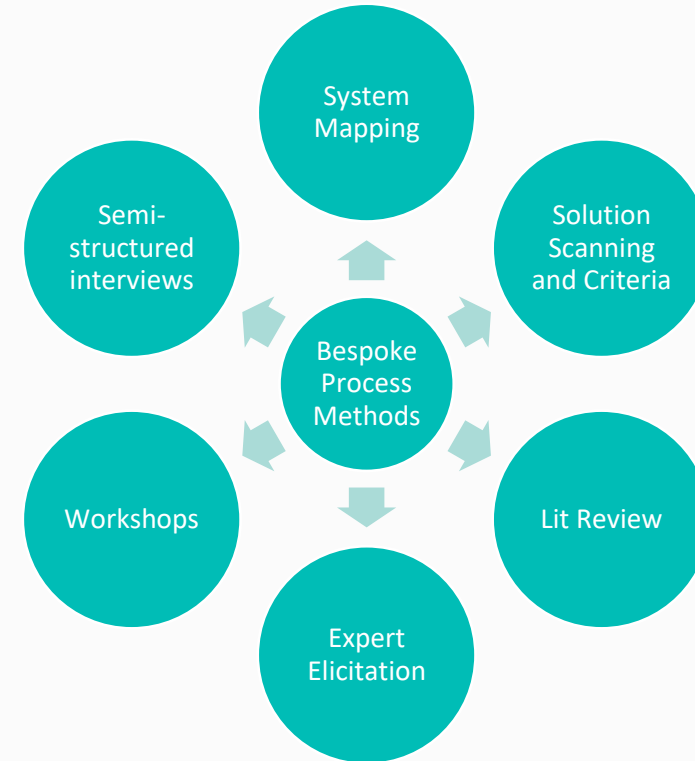 System
Mapping
Semi-
structured
interviews
Solution
Scanning
and Criteria
Bespoke
Process
Methods
Workshops
Lit Review
Expert
Elicitation